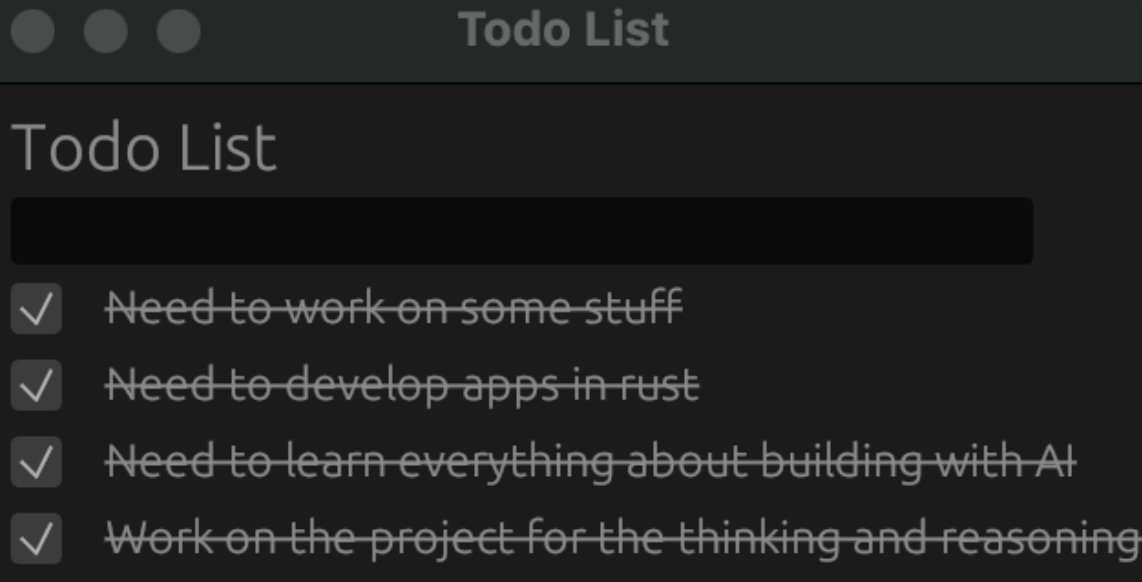 Todo List
Todo List
Need to work on some stuff
Need to develop apps in rust
Need to learn everything about building with AI
Work on the project for the thinking and reasoning